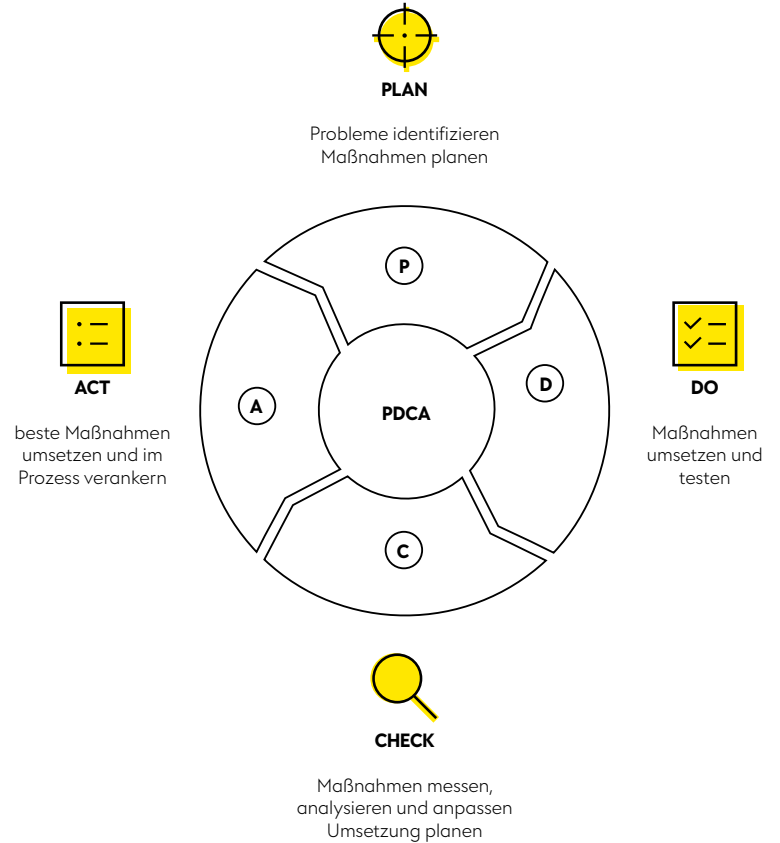 PLAN
Probleme identifizieren
Maßnahmen planen
P
ACT
beste Maßnahmen
umsetzen und im
Prozess verankern
A
PDCA
D
DO
Maßnahmen
umsetzen und
testen
C
CHECK
Maßnahmen messen,
analysieren und anpassen
Umsetzung planen